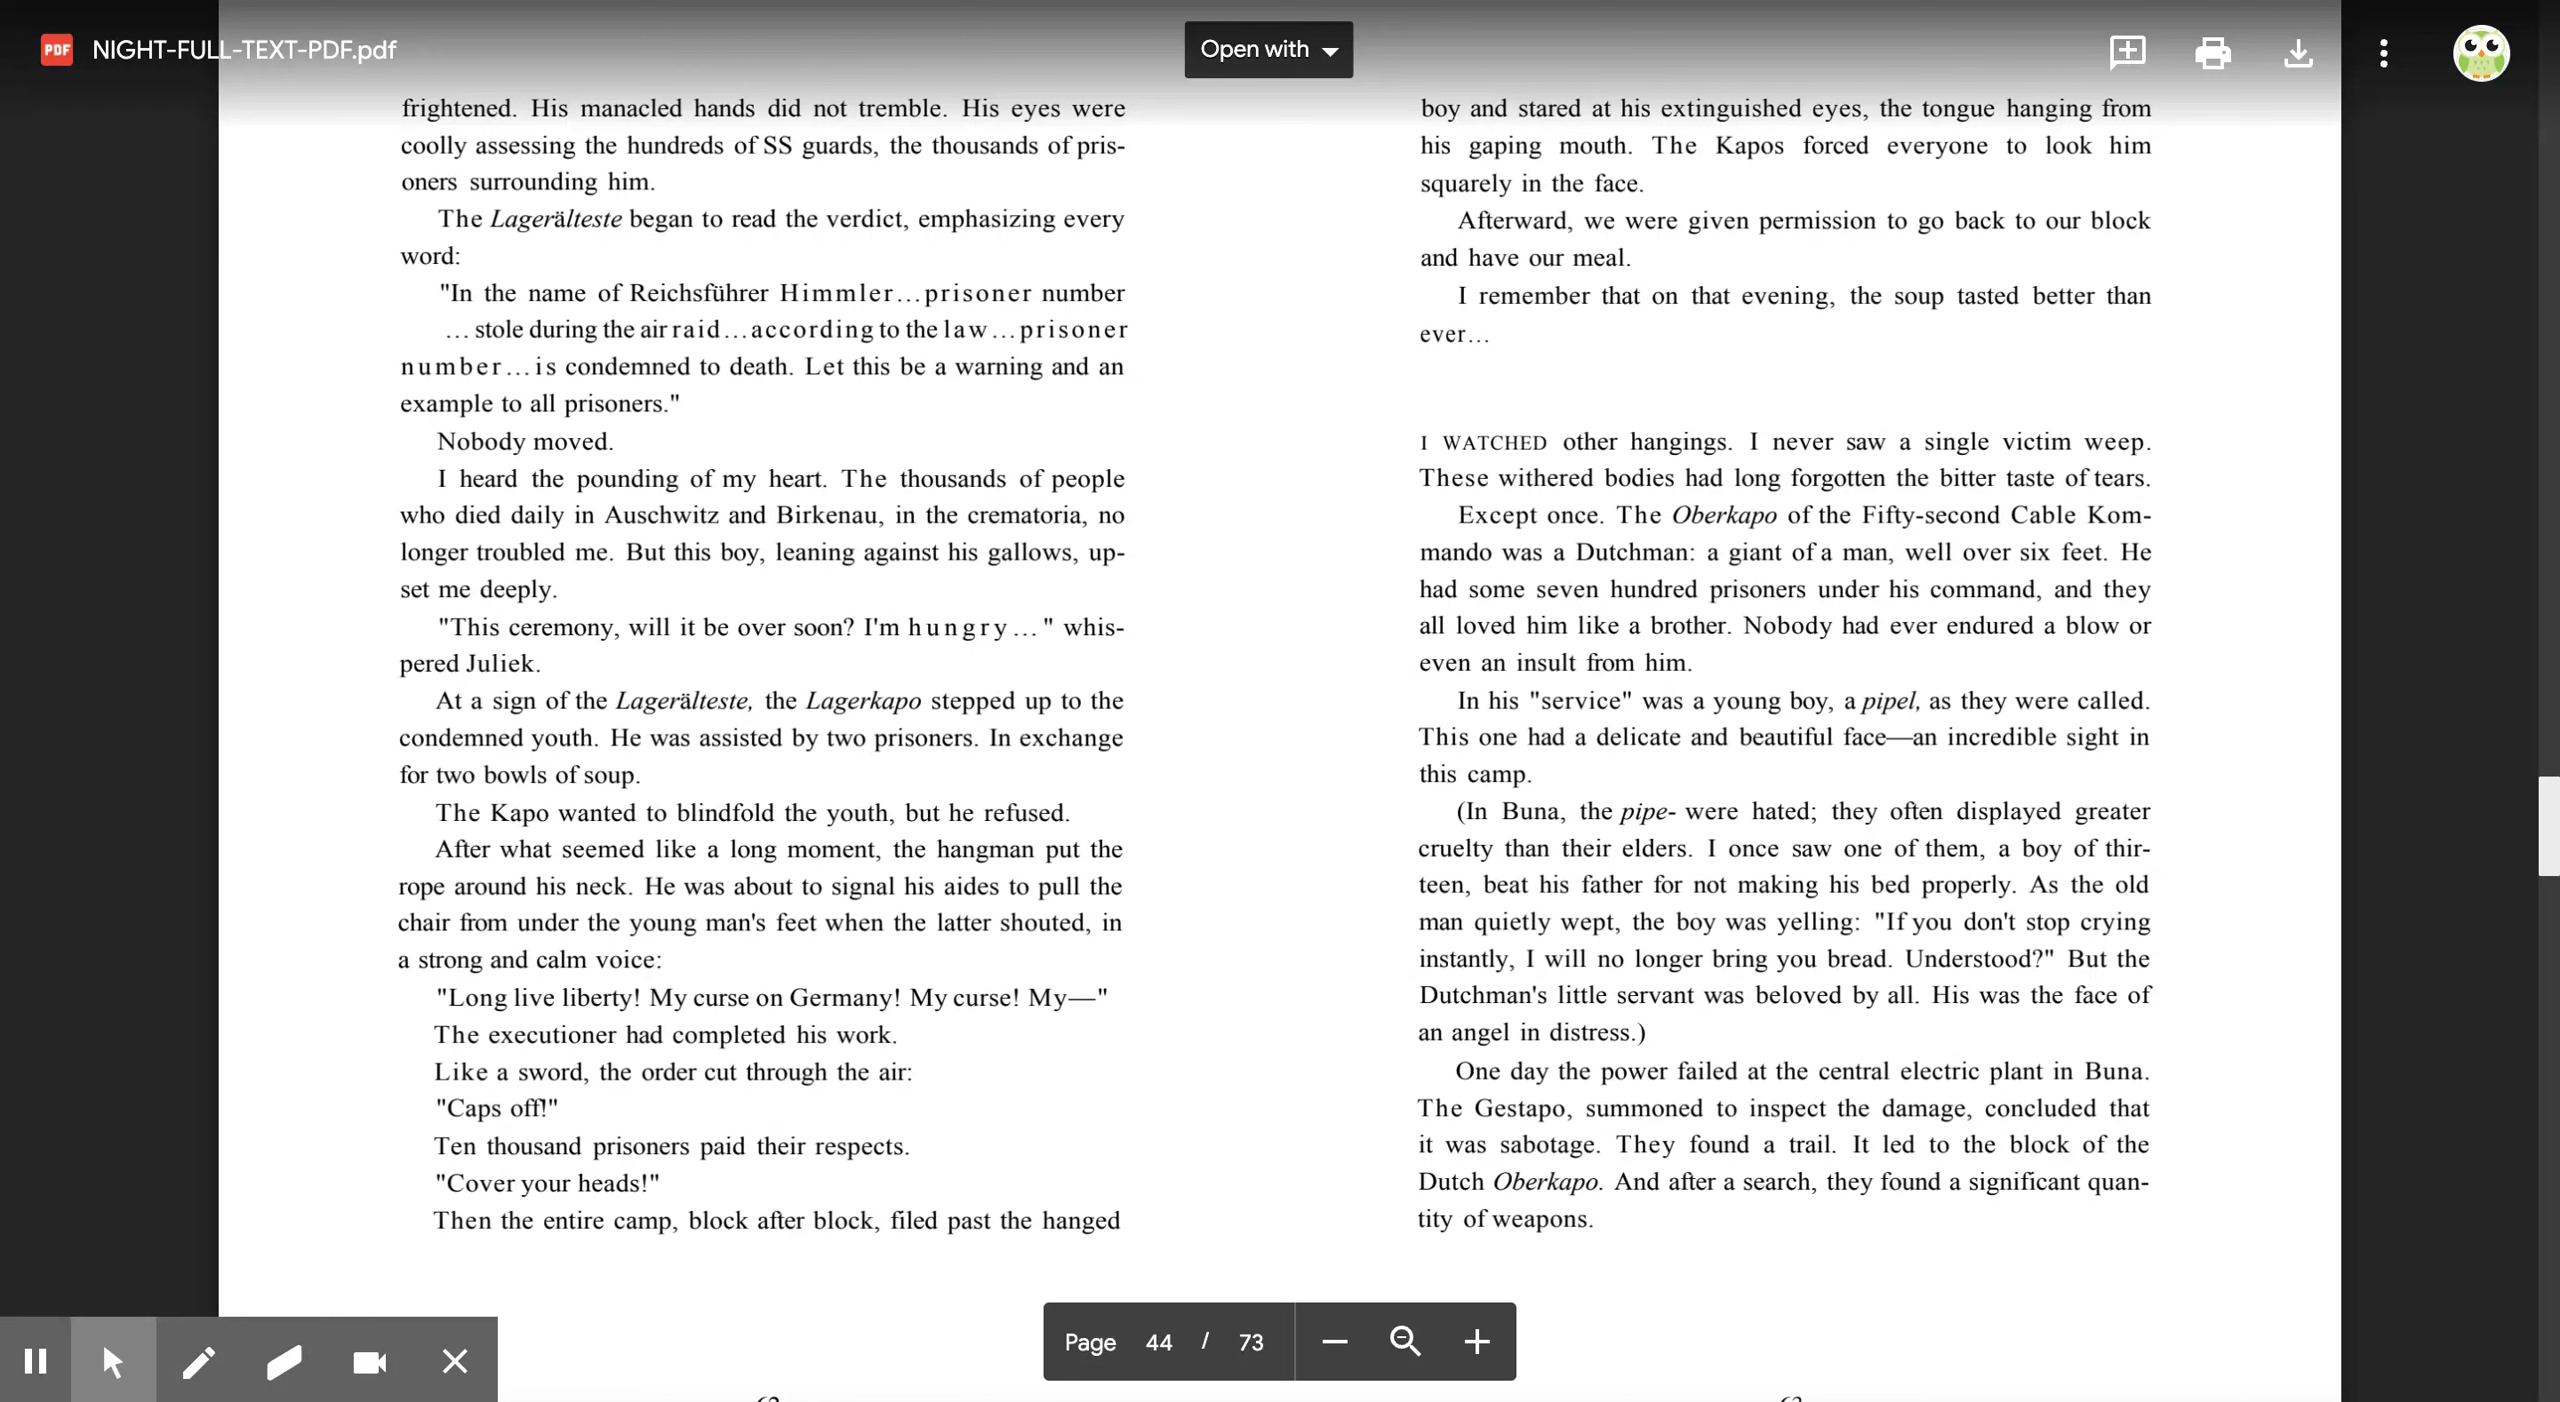 PDF NIGHT-FULL-TEXT-PDF.pdf
Open with
frightened. His manacled hands did not tremble. His eyes were
coolly assessing the hundreds of SS guards, the thousands of pris-
oners surrounding him.
The Lagerälteste began to read the verdict, emphasizing every
word:
"In the name of Reichsführer Himmler...prisoner number
... stole during the air raid...according to the law...prisoner
number...is condemned to death. Let this be a warning and an
example to all prisoners."
Nobody moved.
I heard the pounding of my heart. The thousands of people
who died daily in Auschwitz and Birkenau, in the crematoria, no
longer troubled me. But this boy, leaning against his gallows, up-
set me deeply.
"This ceremony, will it be over soon? I'm hungry..." whis-
pered Juliek.
At a sign of the Lagerälteste, the Lagerkapo stepped up to the
condemned youth. He was assisted by two prisoners. In exchange
for two bowls of soup.
The Kapo wanted to blindfold the youth, but he refused.
After what seemed like a long moment, the hangman put the
rope around his neck. He was about to signal his aides to pull the
chair from under the young man's feet when the latter shouted, in
a strong and calm voice:
"Long live liberty! My curse on Germany! My curse! My—"
The executioner had completed his work.
Like a sword, the order cut through the air:
"Caps off!"
Ten thousand prisoners paid their respects.
"Cover your heads!"
Then the entire camp, block after block, filed past the hanged
boy and stared at his extinguished eyes, the tongue hanging from
his gaping mouth. The Kapos forced everyone to look him
squarely in the face.
Afterward, we were given permission to go back to our block
and have our meal.
I remember that on that evening, the soup tasted better than
ever...
I WATCHED other hangings. I never saw a single victim weep.
These withered bodies had long forgotten the bitter taste of tears.
Except once. The Oberkapo of the Fifty-second Cable Kom-
mando was a Dutchman: a giant of a man, well over six feet. He
had some seven hundred prisoners under his command, and they
all loved him like a brother. Nobody had ever endured a blow or
even an insult from him.
In his "service" was a young boy, a pipel, as they were called.
This one had a delicate and beautiful face—an incredible sight in
this camp.
(In Buna, the pipe- were hated; they often displayed greater
cruelty than their elders. I once saw one of them, a boy of thir-
teen, beat his father for not making his bed properly. As the old
man quietly wept, the boy was yelling: "If you don't stop crying
instantly, I will no longer bring you bread. Understood?" But the
Dutchman's little servant was beloved by all. His was the face of
an angel in distress.)
One day the power failed at the central electric plant in Buna.
The Gestapo, summoned to inspect the damage, concluded that
it was sabotage. They found a trail. It led to the block of the
Dutch Oberkapo. And after a search, they found a significant quan-
tity of weapons.
Page 44 / 73